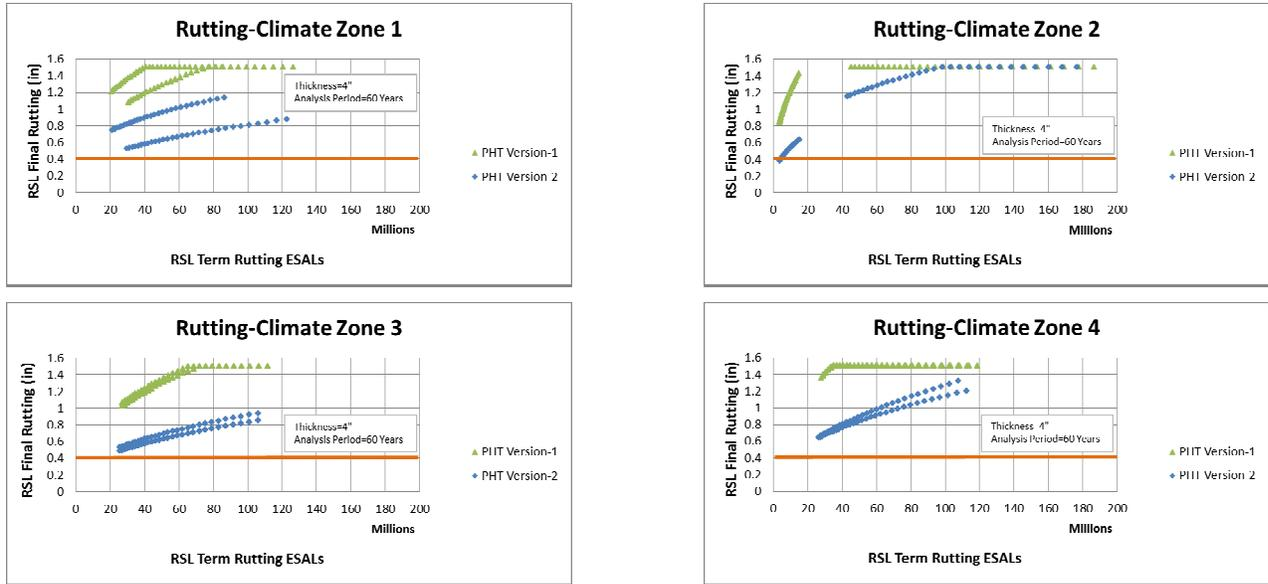 Rutting-Climate Zone 1
RSL Final Rutting (in)
1.6
1.4
1.2
1
0.8
0.6
0.4
0.2
0
0 20 40 60 80 100 120 140 160 180 200
Millions
RSL Term Rutting ESALs
Thickness=4"
Analysis Period=60 Years
PHT Version-1
PHT Version 2
Rutting-Climate Zone 2
RSL Final Rutting (in)
1.6
1.4
1.2
1
0.8
0.6
0.4
0.2
0
0 20 40 60 80 100 120 140 160 180 200
Millions
RSL Term Rutting ESALs
Thickness 4"
Analysis Period=60 Years
PHT Version-1
PHT Version 2
Rutting-Climate Zone 3
RSL Final Rutting (in)
1.6
1.4
1.2
1
0.8
0.6
0.4
0.2
0
0 20 40 60 80 100 120 140 160 180 200
Millions
RSL Term Rutting ESALs
Thickness=4"
Analysis Period=60 Years
PHT Version-1
PHT Version-2
Rutting-Climate Zone 4
RSL Final Rutting (in)
1.6
1.4
1.2
1
0.8
0.6
0.4
0.2
0
0 20 40 60 80 100 120 140 160 180 200
Millions
RSL Term Rutting ESALs
Thickness 4"
Analysis Period=60 Years
PHT Version-1
PHT Version 2